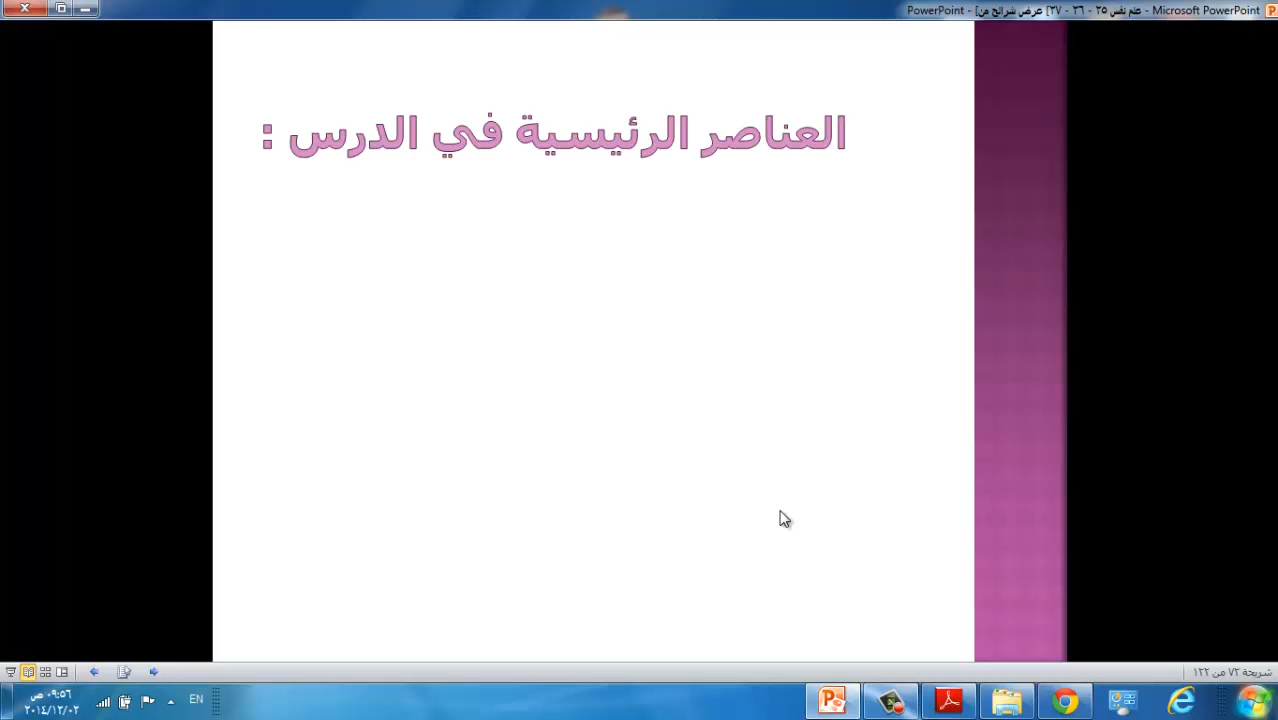 PowerPoint - [عرض شرائح من] ٣٧ - ٣٦ - ٢٥ علم نفس - Microsoft PowerPoint
العناصر الرئيسية في الدرس :
شريحة ٧٢ من ١٢٢
EN
٠٩:٥٦ ص
٢٠١٤/١٢/٠٢